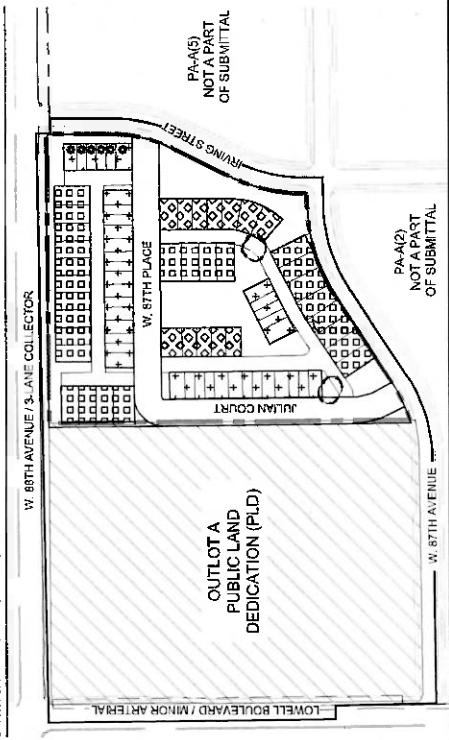 W. 88TH AVENUE / 3-LANE COLLECTOR
PA-A(5)
NOT A PART
OF SUBMITTAL
IRVING STREET
W. 87TH PLACE
JULIAN COURT
OUTLOT A
PUBLIC LAND
DEDICATION (PLD)
PA-A(2)
NOT A PART
OF SUBMITTAL
LOWELL BOULEVARD / MINOR ARTERIAL
W. 87TH AVENUE